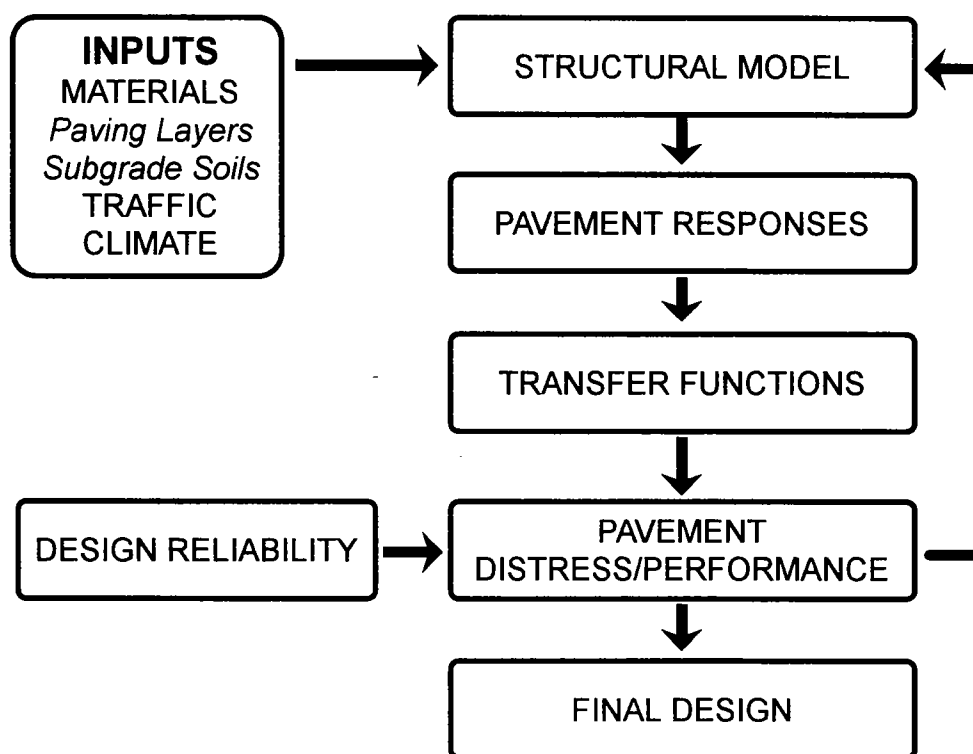 INPUTS
MATERIALS
Paving Layers
Subgrade Soils
TRAFFIC
CLIMATE
STRUCTURAL MODEL
PAVEMENT RESPONSES
TRANSFER FUNCTIONS
DESIGN RELIABILITY
PAVEMENT
DISTRESS/PERFORMANCE
FINAL DESIGN